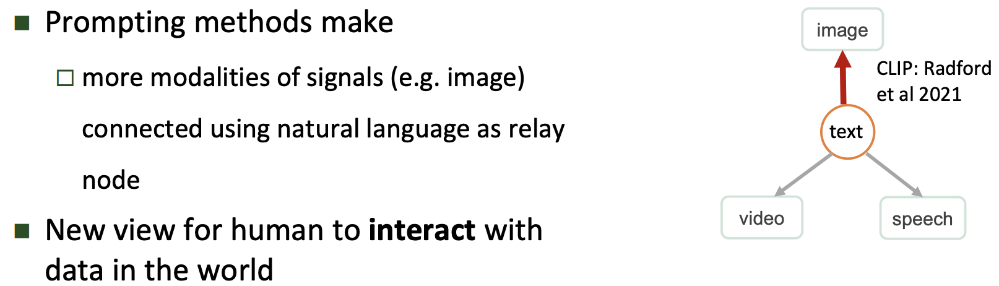 Prompting methods make
more modalities of signals (e.g. image)
connected using natural language as relay
node
New view for human to interact with
data in the world
image
CLIP: Radford
et al 2021
text
video
speech